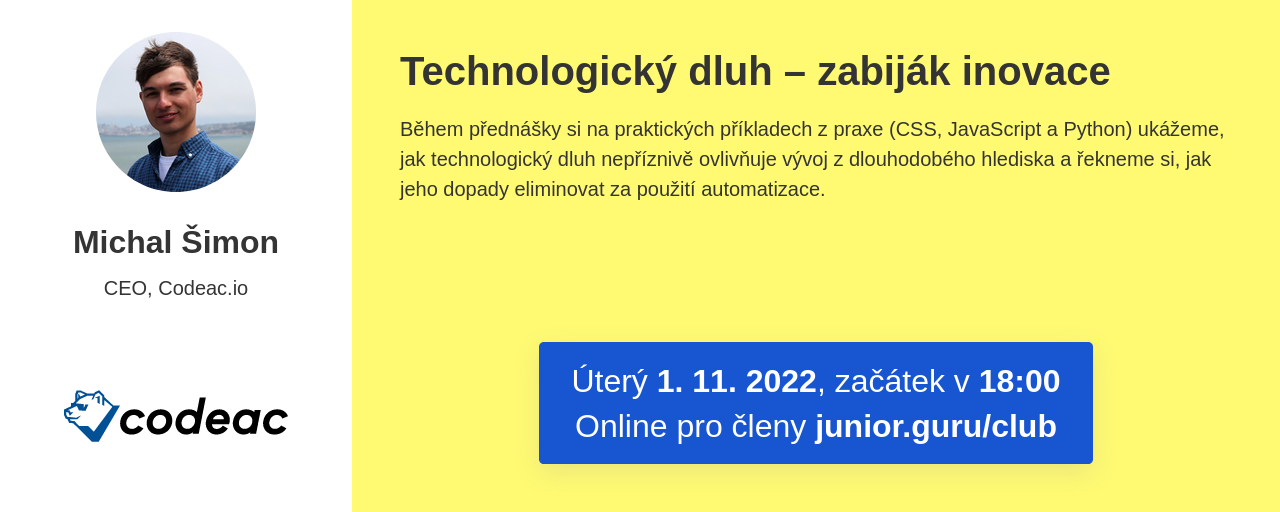 Michal Šimon
CEO, Codeac.io
codeac
Technologický dluh – zabiják inovace
Během přednášky si na praktických příkladech z praxe (CSS, JavaScript a Python) ukážeme,
jak technologický dluh nepříznivě ovlivňuje vývoj z dlouhodobého hlediska a řekneme si, jak
jeho dopady eliminovat za použití automatizace.
Úterý 1. 11. 2022, začátek v 18:00
Online pro členy junior.guru/club